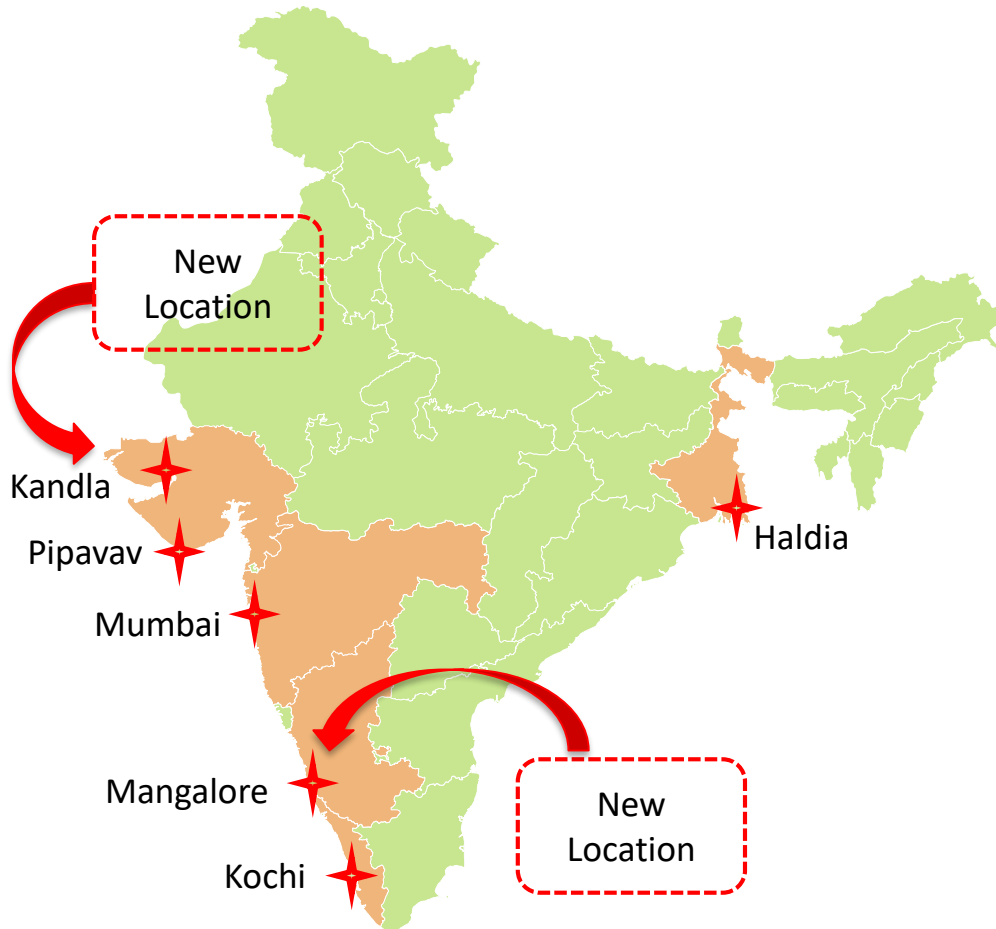 New
Location
Kandla
Pipavav
Haldia
Mumbai
Mangalore
New
Location
Kochi